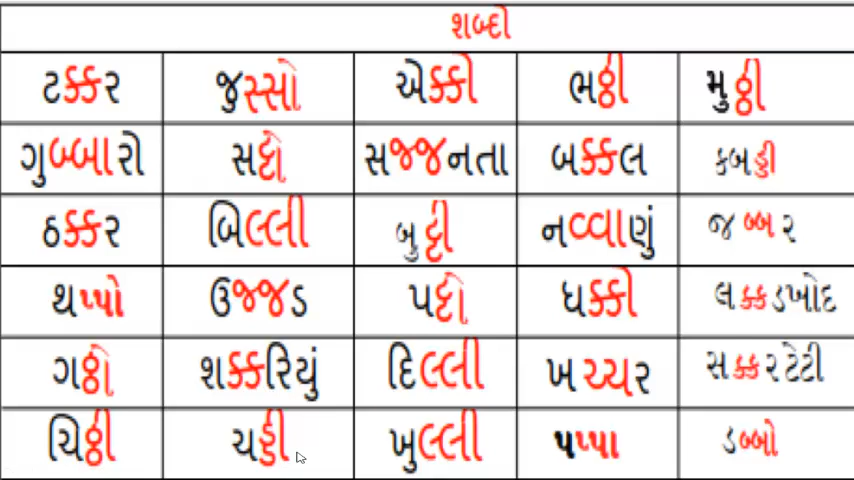 શબ્દો
ટક્કર જુસ્સો એક્કો ભઠ્ઠી મુઠ્ઠી
ગુબ્બારો સટ્ટો સજ્જનતા બક્કલ કબડ્ડી
ઠક્કર બિલ્લી બુટ્ટી નવ્વાણું જબ્બર
થપ્પો ઉજ્જડ પટ્ટો ધક્કો લક્કડખોદ
ગઠ્ઠો શક્કરિયું દિલ્લી ખચ્ચર સક્કરટેટી
ચિઠ્ઠી ચડ્ડી ખુલ્લી પપ્પા ડબ્બો